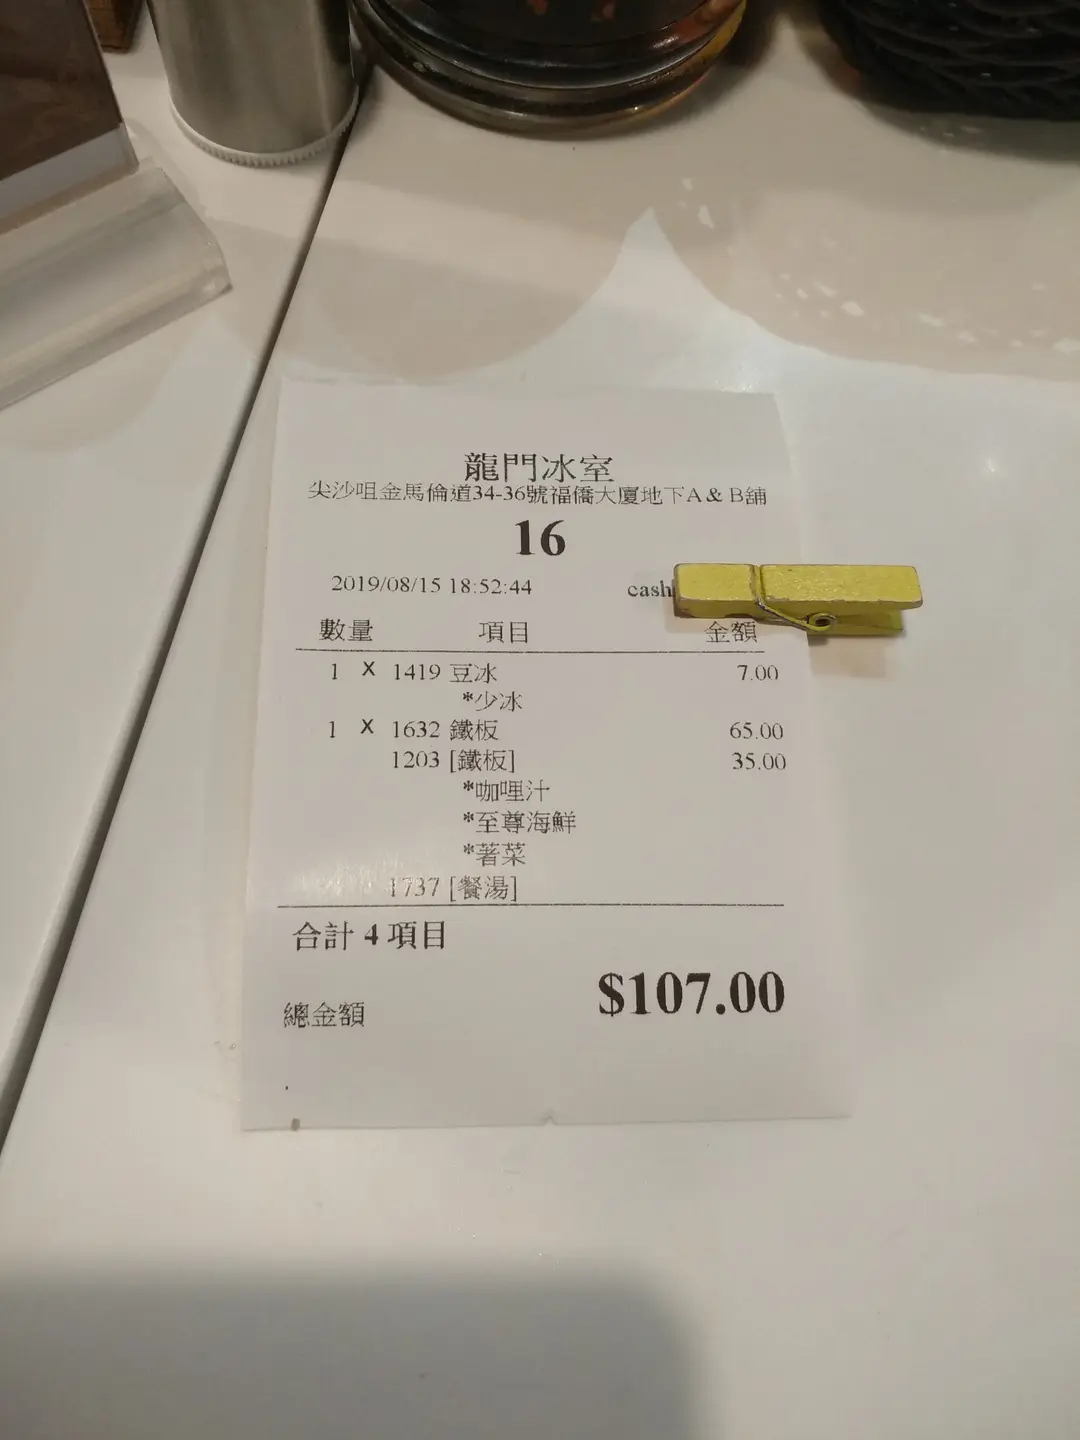 龍門冰室
尖沙咀金馬倫道34-36號福僑大廈地下A & B舖
16
2019/08/15 18:52:44 cash
數量 項目 金額
1 X 1419 豆冰 7.00
*少冰
1 X 1632 鐵板 65.00
1203 [鐵板] 35.00
*咖哩汁
*至尊海鮮
*薯菜
1737 [餐湯]
合計 4 項目
總金額 $107.00